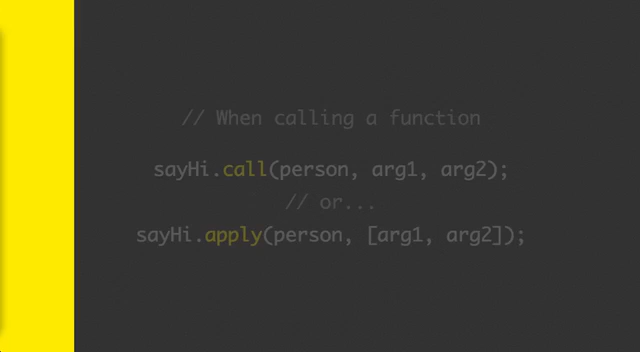 // When calling a function
sayHi.call(person, arg1, arg2);
// or...
sayHi.apply(person, [arg1, arg2]);